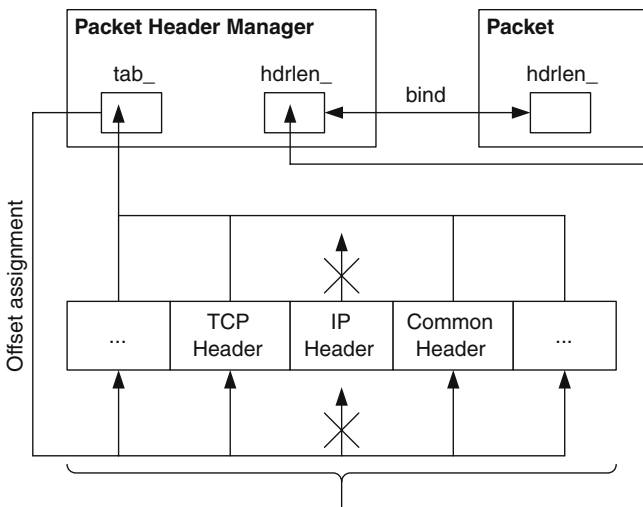 Packet Header Manager
Packet
tab_
hdrlen_
bind
hdrlen_
Offset assignment
...
TCP
Header
IP
Header
Common
Header
...